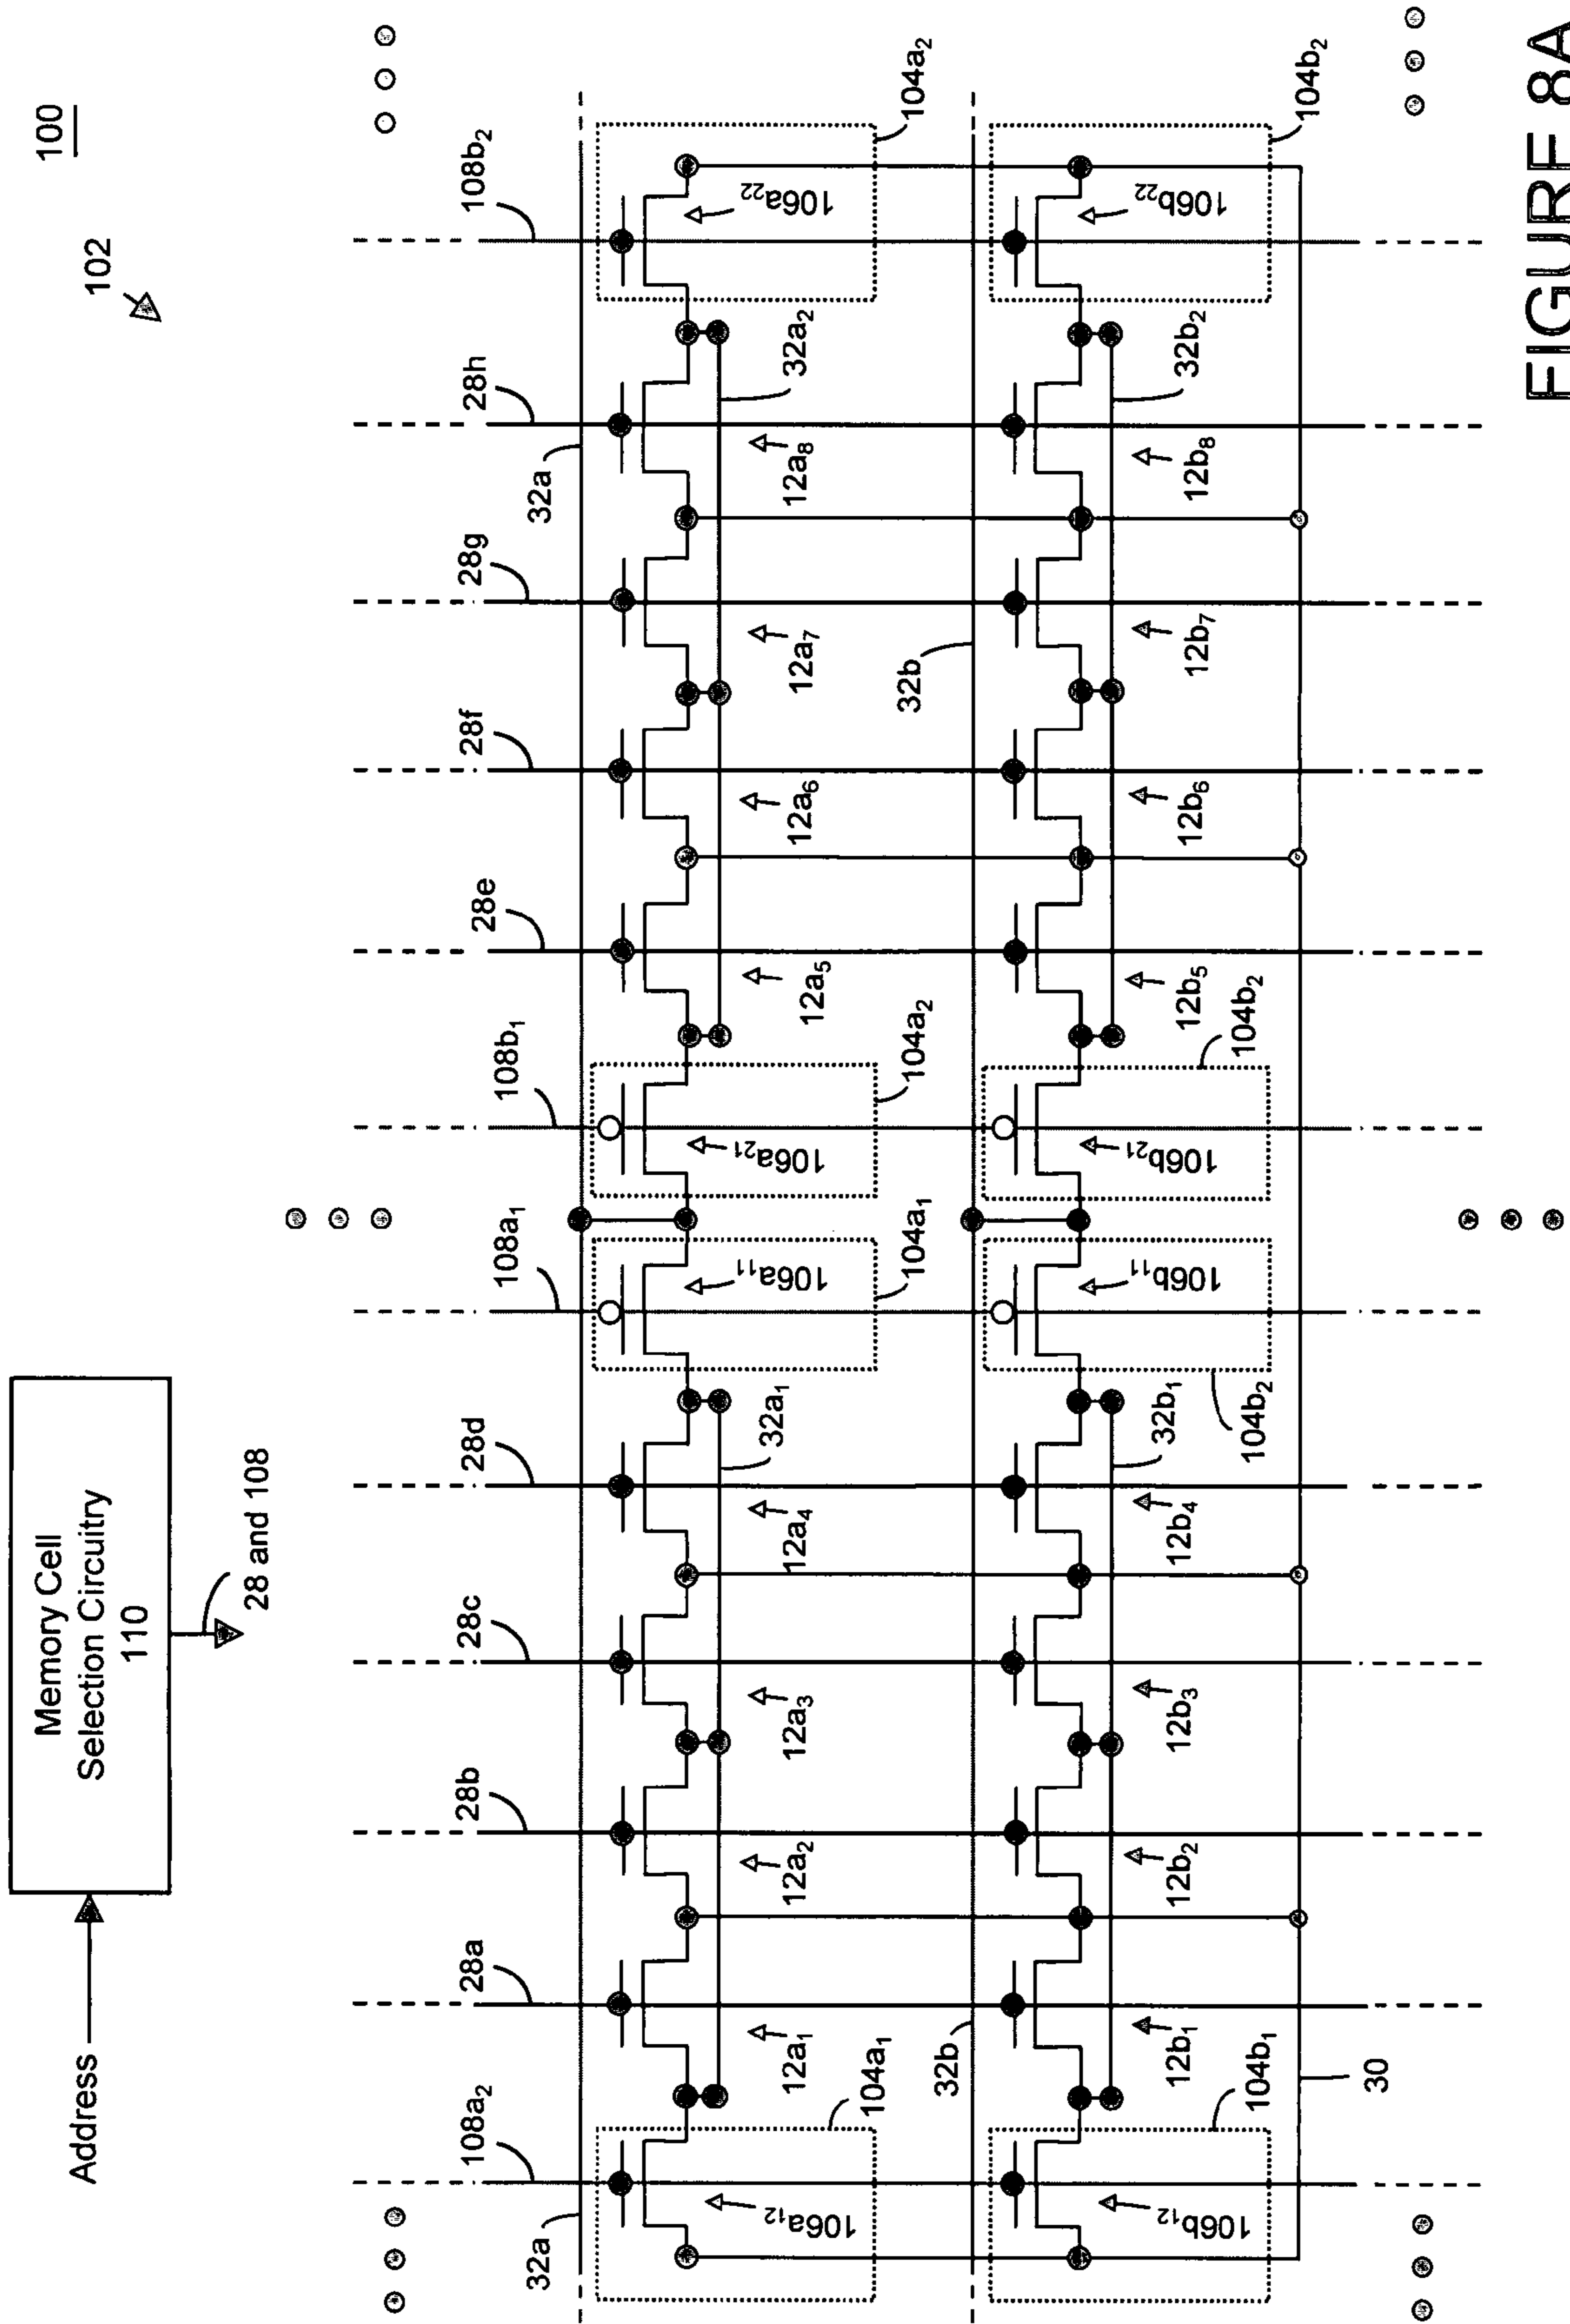 100
102
Memory Cell
Selection Circuitry
110
Address
28 and 108
108a₂
28a
28b
28c
28d
108a₁
108b₁
28e
28f
28g
28h
108b₂
32a
32a
106a₁₂
106a₁₁
106a₂₁
106a₂₂
104a₁
12a₁
12a₂
12a₃
12a₄
32a₁
104a₁
104a₂
12a₅
12a₆
12a₇
12a₈
32a₂
104a₂
32b
32b
106b₁₂
106b₁₁
106b₂₁
106b₂₂
104b₁
12b₁
12b₂
12b₃
12b₄
32b₁
104b₂
104b₂
12b₅
12b₆
12b₇
12b₈
32b₂
104b₂
30
FIGURE 8A